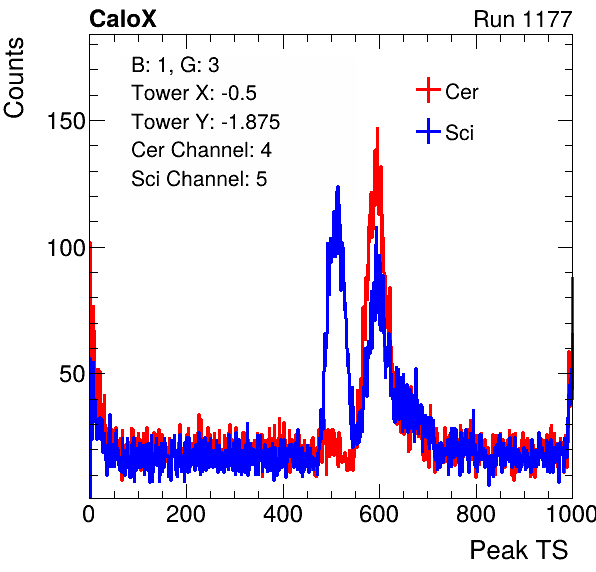 CaloX Run 1177
Counts
B: 1, G: 3
Tower X: -0.5
Tower Y: -1.875
Cer Channel: 4
Sci Channel: 5
Cer
Sci
150
100
50
0 200 400 600 800 1000
Peak TS